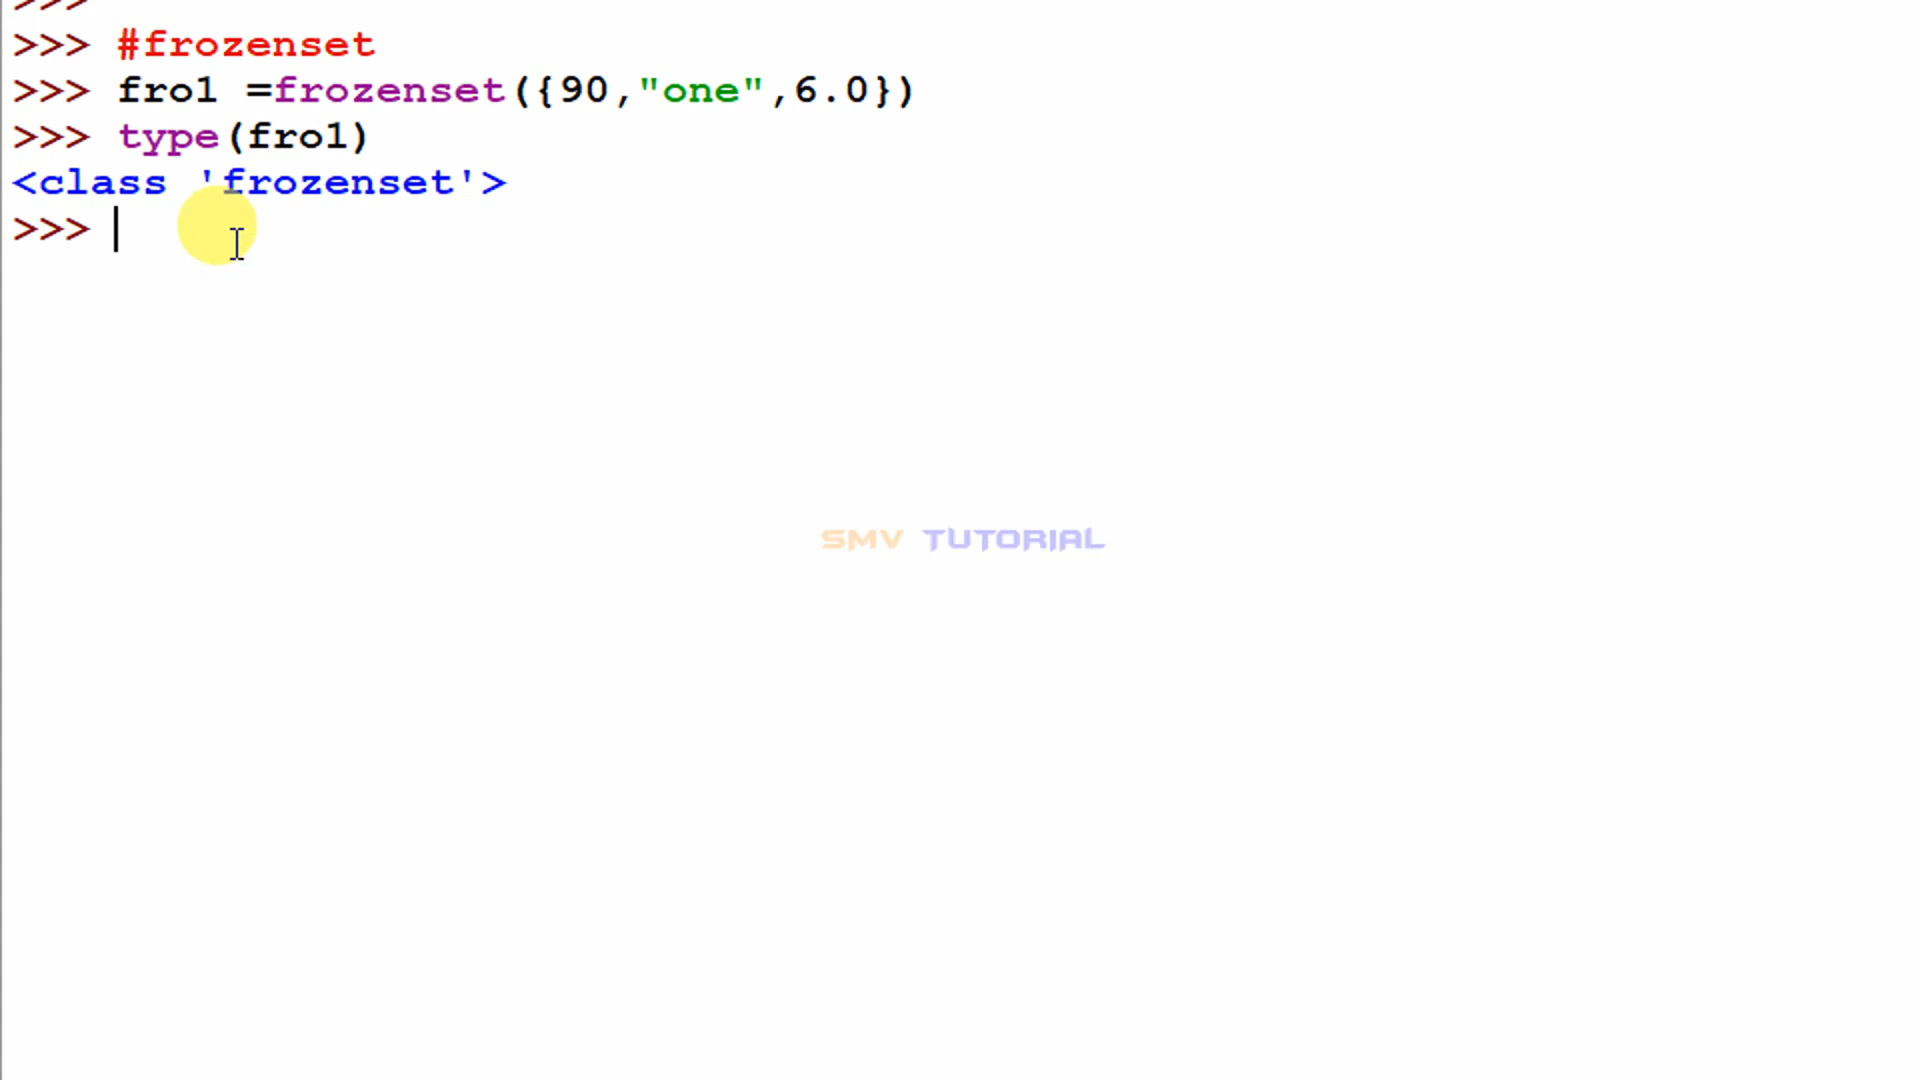 >>>
>>> #frozenset
>>> fro1 =frozenset({90,"one",6.0})
>>> type(fro1)
<class 'frozenset'>
>>>
SMV TUTORIAL